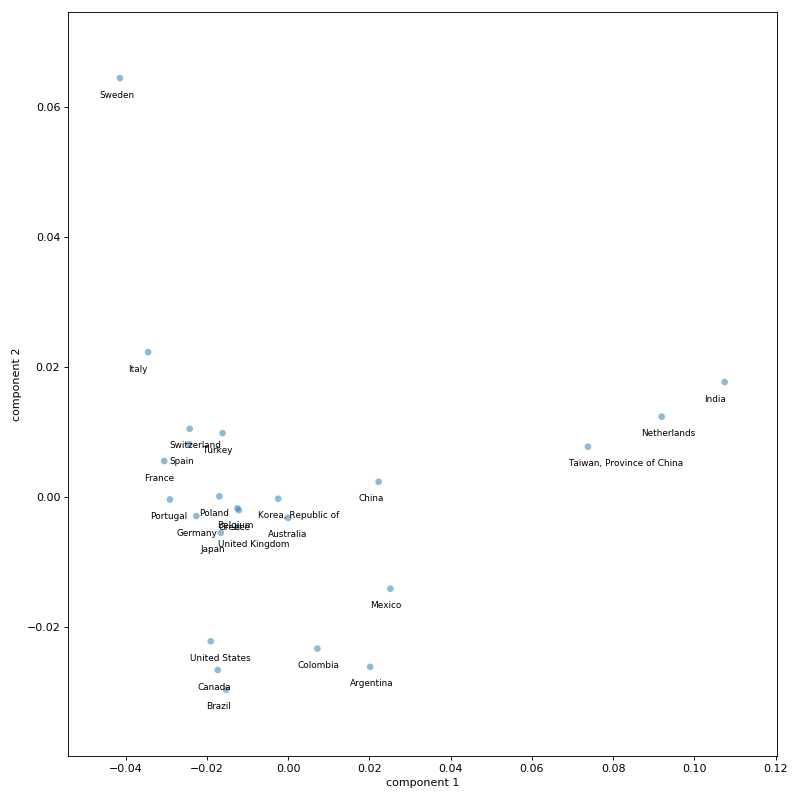 0.06
0.04
0.02
0.00
−0.02
component 2
Sweden
Italy
India
Netherlands
Switzerland
Turkey
Spain
Taiwan, Province of China
France
China
Portugal
Poland
Korea, Republic of
Belgium
Greece
Germany
Australia
Japan
United Kingdom
Mexico
United States
Colombia
Argentina
Canada
Brazil
−0.04
−0.02
0.00
0.02
0.04
0.06
0.08
0.10
0.12
component 1